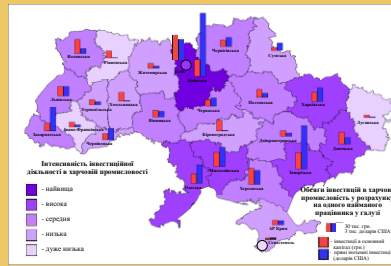 Волинська
Рівненська
Житомирська
Київська
Чернігівська
Сумська
Львівська
Тернопільська
Хмельницька
Вінницька
Черкаська
Полтавська
Харківська
Луганська
Закарпатська
Івано-Франківська
Чернівецька
Кіровоградська
Дніпропетровська
Донецька
Миколаївська
Запорізька
Одеська
Херсонська
АР Крим
Севастополь
Інтенсивність інвестиційної
діяльності в харчовій промисловості
- найвища
- висока
- середня
- низька
- дуже низька
Обсяги інвестицій в харчову
промисловість у розрахунку
на одного найманого
працівника у галузі
30 тис. грн.
3 тис. доларів США
- інвестиції в основний
капітал (грн.)
- прямі іноземні інвестиції
(доларів США)